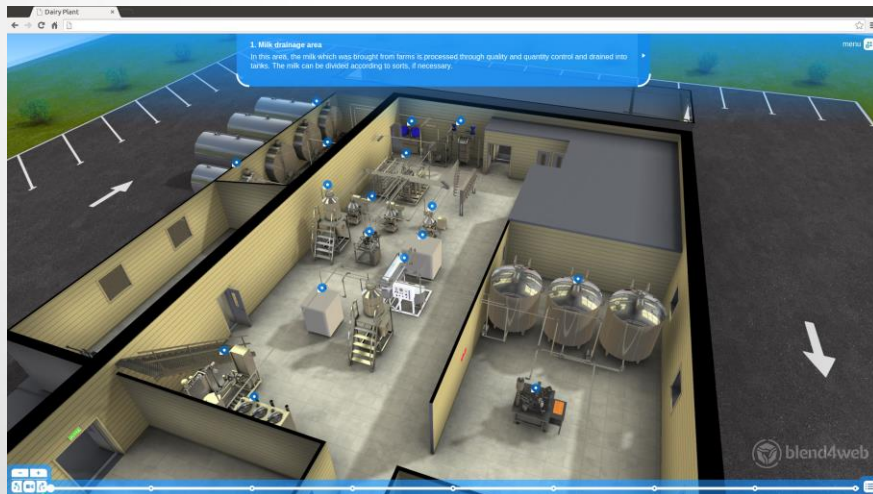 Dairy Plant
1. Milk drainage area
In this area, the milk which was brought from farms is processed through quality and quantity control and drained into
tanks. The milk can be divided according to sorts, if necessary.
menu
blend4web